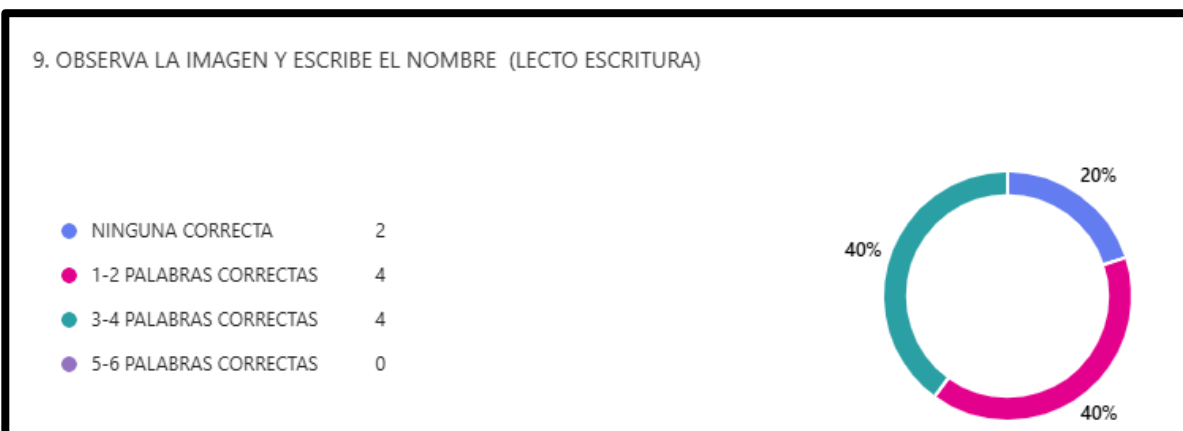 9. OBSERVA LA IMAGEN Y ESCRIBE EL NOMBRE (LECTO ESCRITURA)
NINGUNA CORRECTA 2
1-2 PALABRAS CORRECTAS 4
3-4 PALABRAS CORRECTAS 4
5-6 PALABRAS CORRECTAS 0
20%
40%
40%